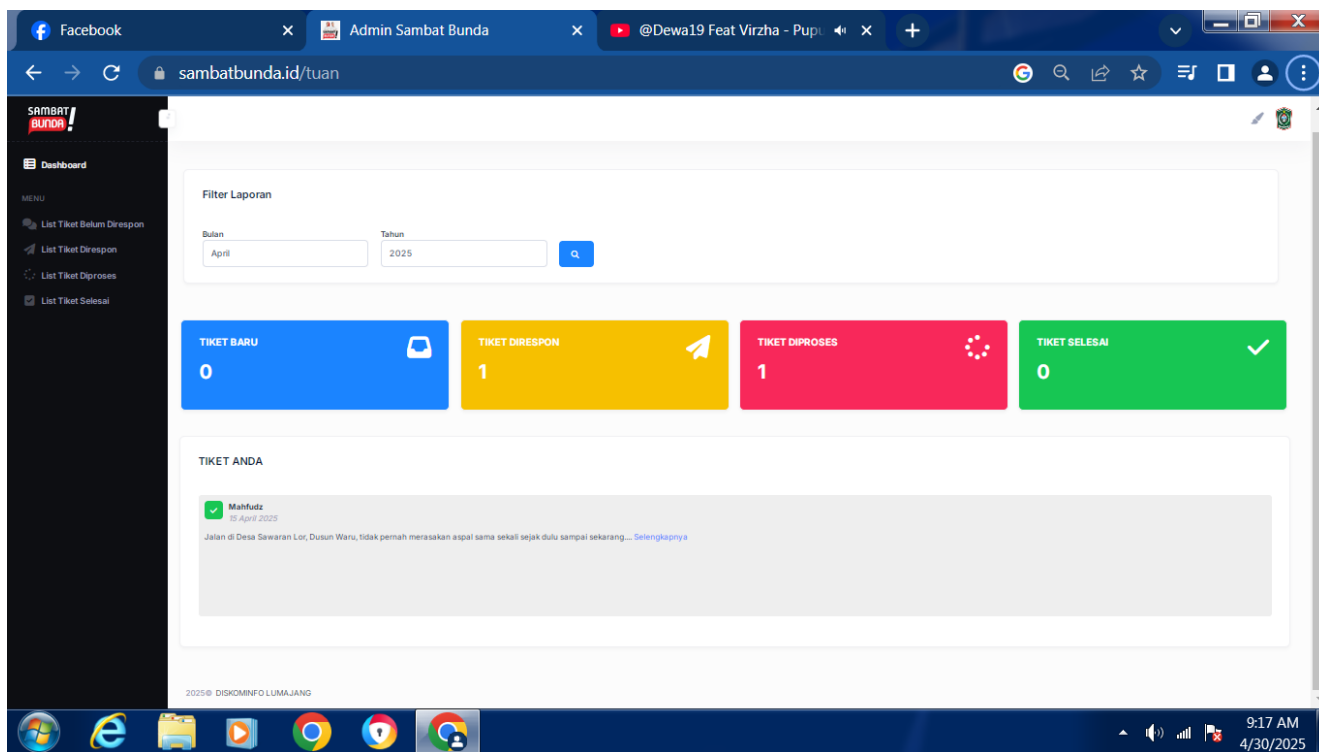 Facebook
Admin Sambat Bunda
@Dewa19 Feat Virzha - Pupu
sambatbunda.id/tuan
SAMBAT
BUNDA!
Dashboard
MENU
List Tiket Belum Direspon
List Tiket Direspon
List Tiket Diproses
List Tiket Selesai
Filter Laporan
Bulan
Tahun
April
2025
TIKET BARU
0
TIKET DIRESPON
1
TIKET DIPROSES
1
TIKET SELESAI
0
TIKET ANDA
Mahfudz
15 April 2025
Jalan di Desa Sawaran Lor, Dusun Waru, tidak pernah merasakan aspal sama sekali sejak dulu sampai sekarang.... Selengkapnya
2025© DISKOMINFO LUMAJANG
9:17 AM
4/30/2025